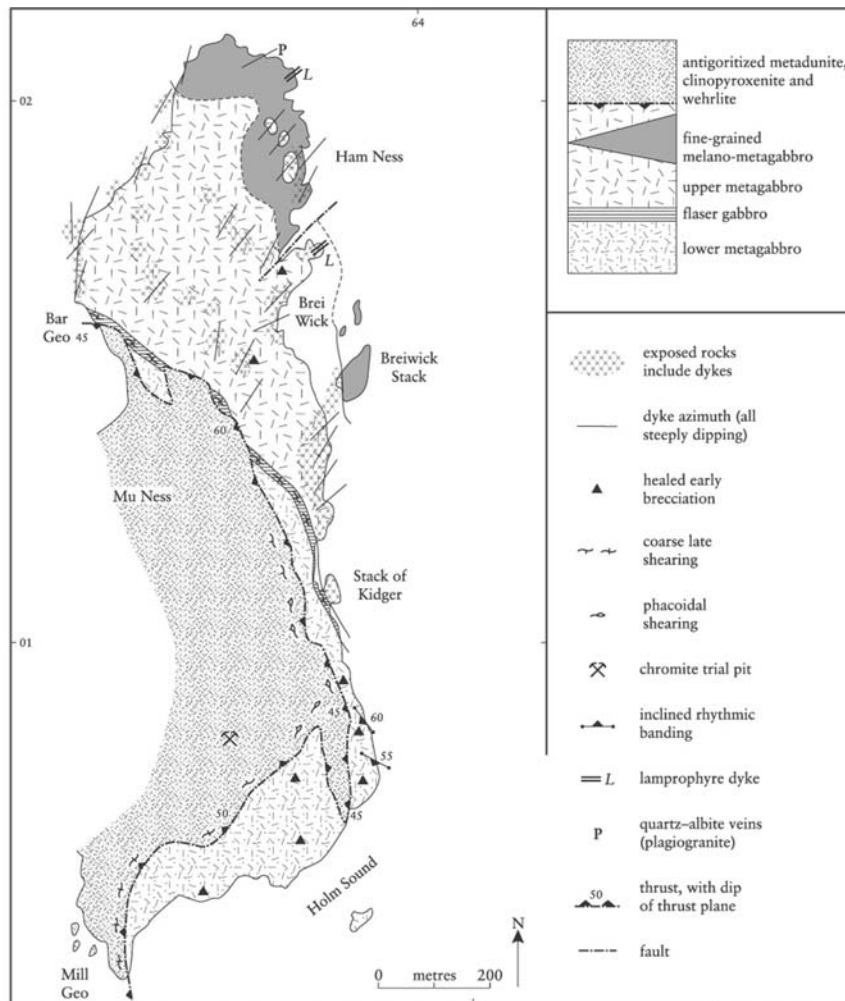 64
02
01
P
L
Ham Ness
L
Brei
Wick
Bar
Geo
45
Breiwick
Stack
60
Mu Ness
Stack of
Kidger
45
60
55
50
45
Holm Sound
Mill
Geo
N
0 metres 200
antigoritized metadunite,
clinopyroxenite and
wehrlite
fine-grained
melano-metagabbro
upper metagabbro
flaser gabbro
lower metagabbro
exposed rocks
include dykes
dyke azimuth (all
steeply dipping)
healed early
brecciation
coarse late
shearing
phacoidal
shearing
chromite trial pit
inclined rhythmic
banding
L lamprophyre dyke
P quartz–albite veins
(plagiogranite)
50 thrust, with dip
of thrust plane
fault